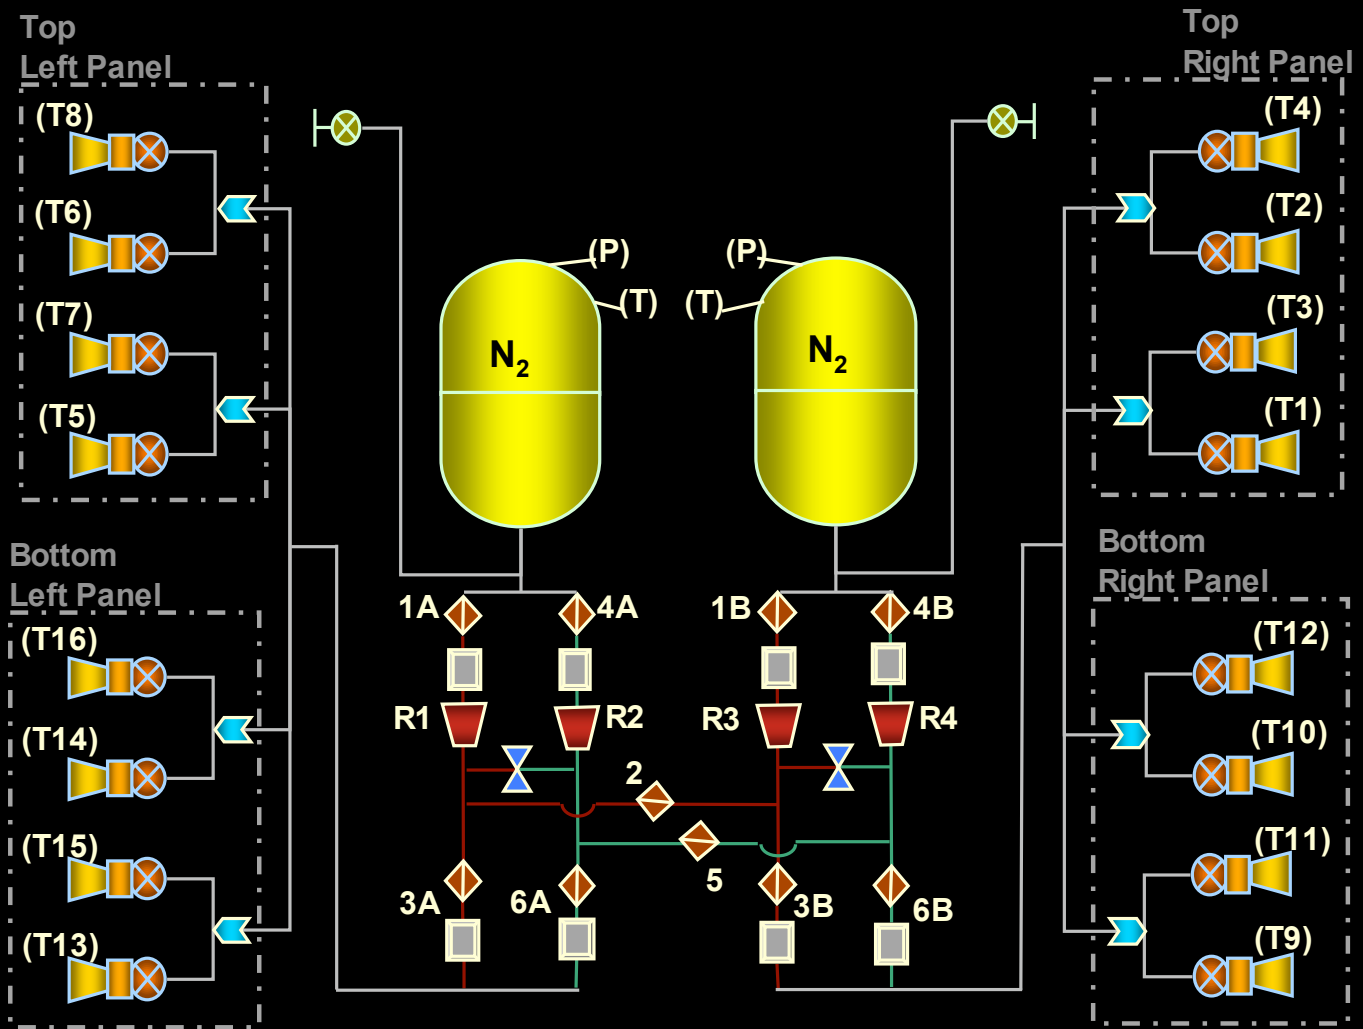 Top
Left Panel
(T8)
(T6)
(T7)
(T5)
Bottom
Left Panel
(T16)
(T14)
(T15)
(T13)
(P)
(T)
N2
(P)
(T)
N2
1A
4A
1B
4B
R1
R2
R3
R4
2
5
3A
6A
3B
6B
Top
Right Panel
(T4)
(T2)
(T3)
(T1)
Bottom
Right Panel
(T12)
(T10)
(T11)
(T9)